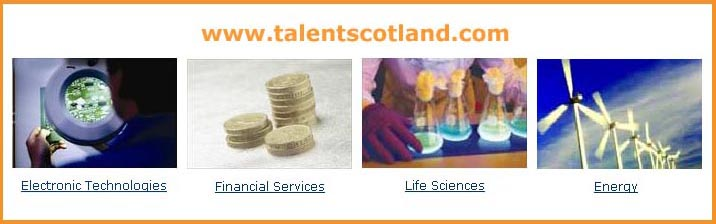 www.talentscotland.com
Electronic Technologies
Financial Services
Life Sciences
Energy